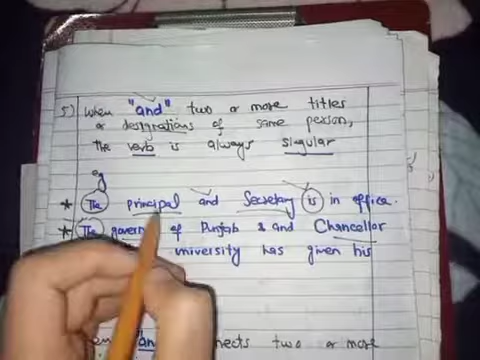 5) When "and" two or more titles
or designations of same person,
the verb is always singular
eg
* The principal and Secretary is in office.
* The govern of Punjab & and Chancellor
university has given his
two or more